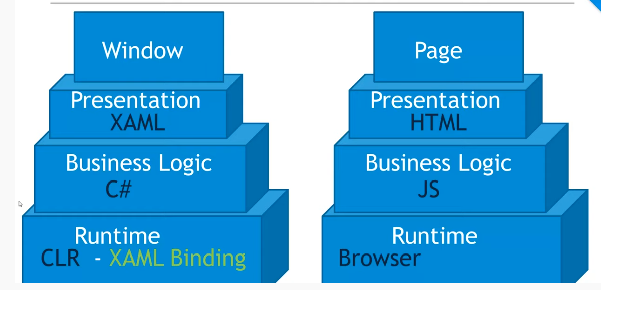 Window
Presentation
XAML
Business Logic
C#
Runtime
CLR - XAML Binding
Page
Presentation
HTML
Business Logic
JS
Runtime
Browser